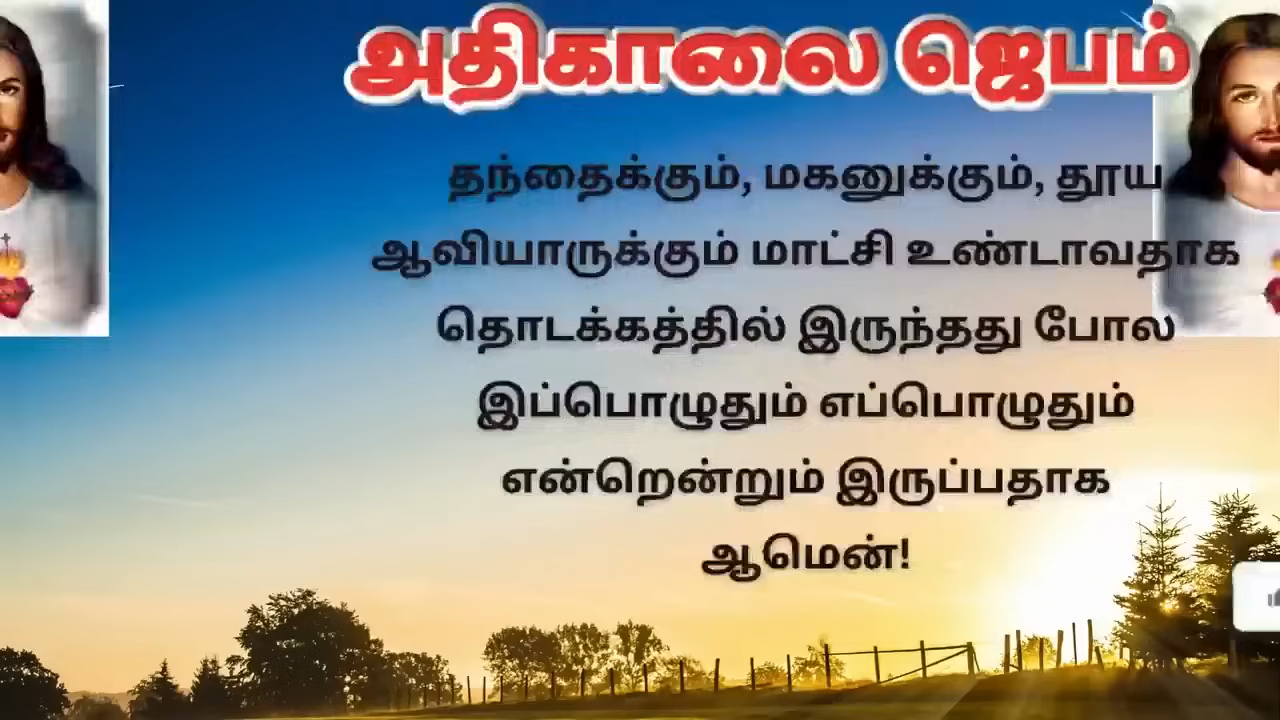 அதிகாலை ஜெபம்
தந்தைக்கும், மகனுக்கும், தூய
ஆவியாருக்கும் மாட்சி உண்டாவதாக
தொடக்கத்தில் இருந்தது போல
இப்பொழுதும் எப்பொழுதும்
என்றென்றும் இருப்பதாக
ஆமென்!